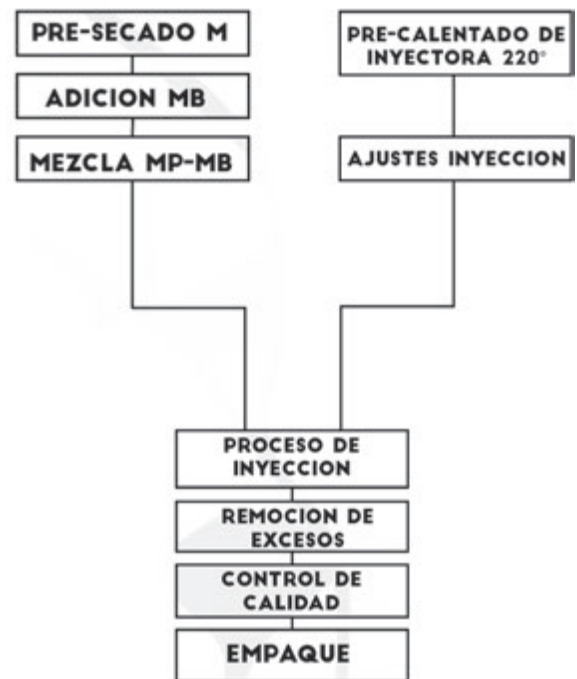 PRE-SECADO M
ADICION MB
MEZCLA MP-MB
PRE-CALENTADO DE
INYECTORA 220°
AJUSTES INYECCION
PROCESO DE
INYECCION
REMOCION DE
EXCESOS
CONTROL DE
CALIDAD
EMPAQUE